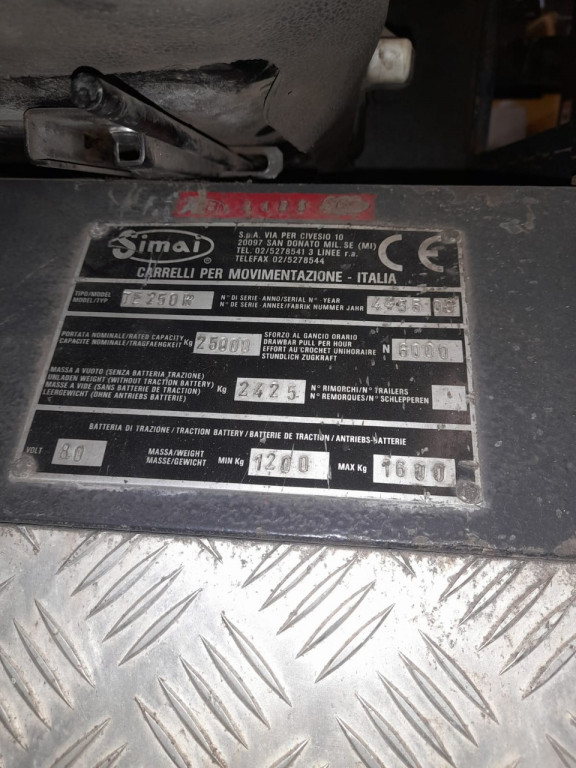 Simai ®
S.p.A. VIA PER CIVESIO 10
20097 SAN DONATO MIL. SE (MI)
TEL. 02/5278541 3 LINEE r.a.
TELEFAX 02/5278544
CE
CARRELLI PER MOVIMENTAZIONE - ITALIA
TIPO/MODEL
MODEL/TYP
TE250R
N° DI SERIE - ANNO/SERIAL N° YEAR
N° DE SERIE - ANNEE/FABRIK NUMMER JAHR
PORTATA NOMINALE/RATED CAPACITY
CAPACITE NOMINALE/TRAGFAENGKEIT
Kg 25000
SFORZO AL GANCIO ORARIO
DRAWBAR PULL PER HOUR
EFFORT AU CROCHET UNIHORAIRE
STUNDLICH ZUGKRAFT
N 6000
MASSA A VUOTO (SENZA BATTERIA TRAZIONE)
UNLADEN WEIGHT (WITHOUT TRACTION BATTERY)
MASSE A VIDE (SANS BATTERIE DE TRACTION)
LEERGEWICHT (OHNE ANTRIEBS BATTERIE)
Kg 2425
N° RIMORCHI/N° TRAILERS
N° REMORQUES/N° SCHLEPPEREN
BATTERIA DI TRAZIONE/TRACTION BATTERY/BATTERIE DE TRACTION/ANTRIEBS-BATTERIE
VOLT 80
MASSA/WEIGHT
MASSE/GEWICHT
MIN Kg 1200
MAX Kg 1600